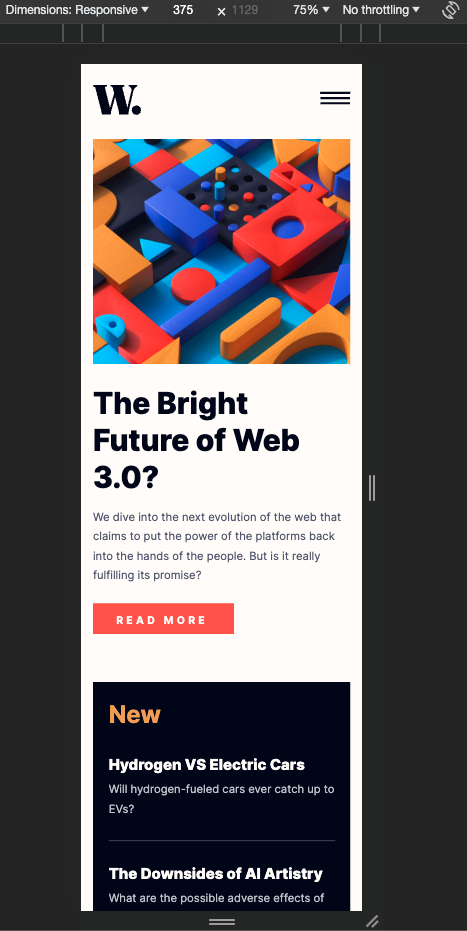 Dimensions: Responsive ▾ 375 × 1129 75% ▾ No throttling ▾
W.
The Bright
Future of Web
3.0?
We dive into the next evolution of the web that
claims to put the power of the platforms back
into the hands of the people. But is it really
fulfilling its promise?
READ MORE
New
Hydrogen VS Electric Cars
Will hydrogen-fueled cars ever catch up to
EVs?
The Downsides of AI Artistry
What are the possible adverse effects of